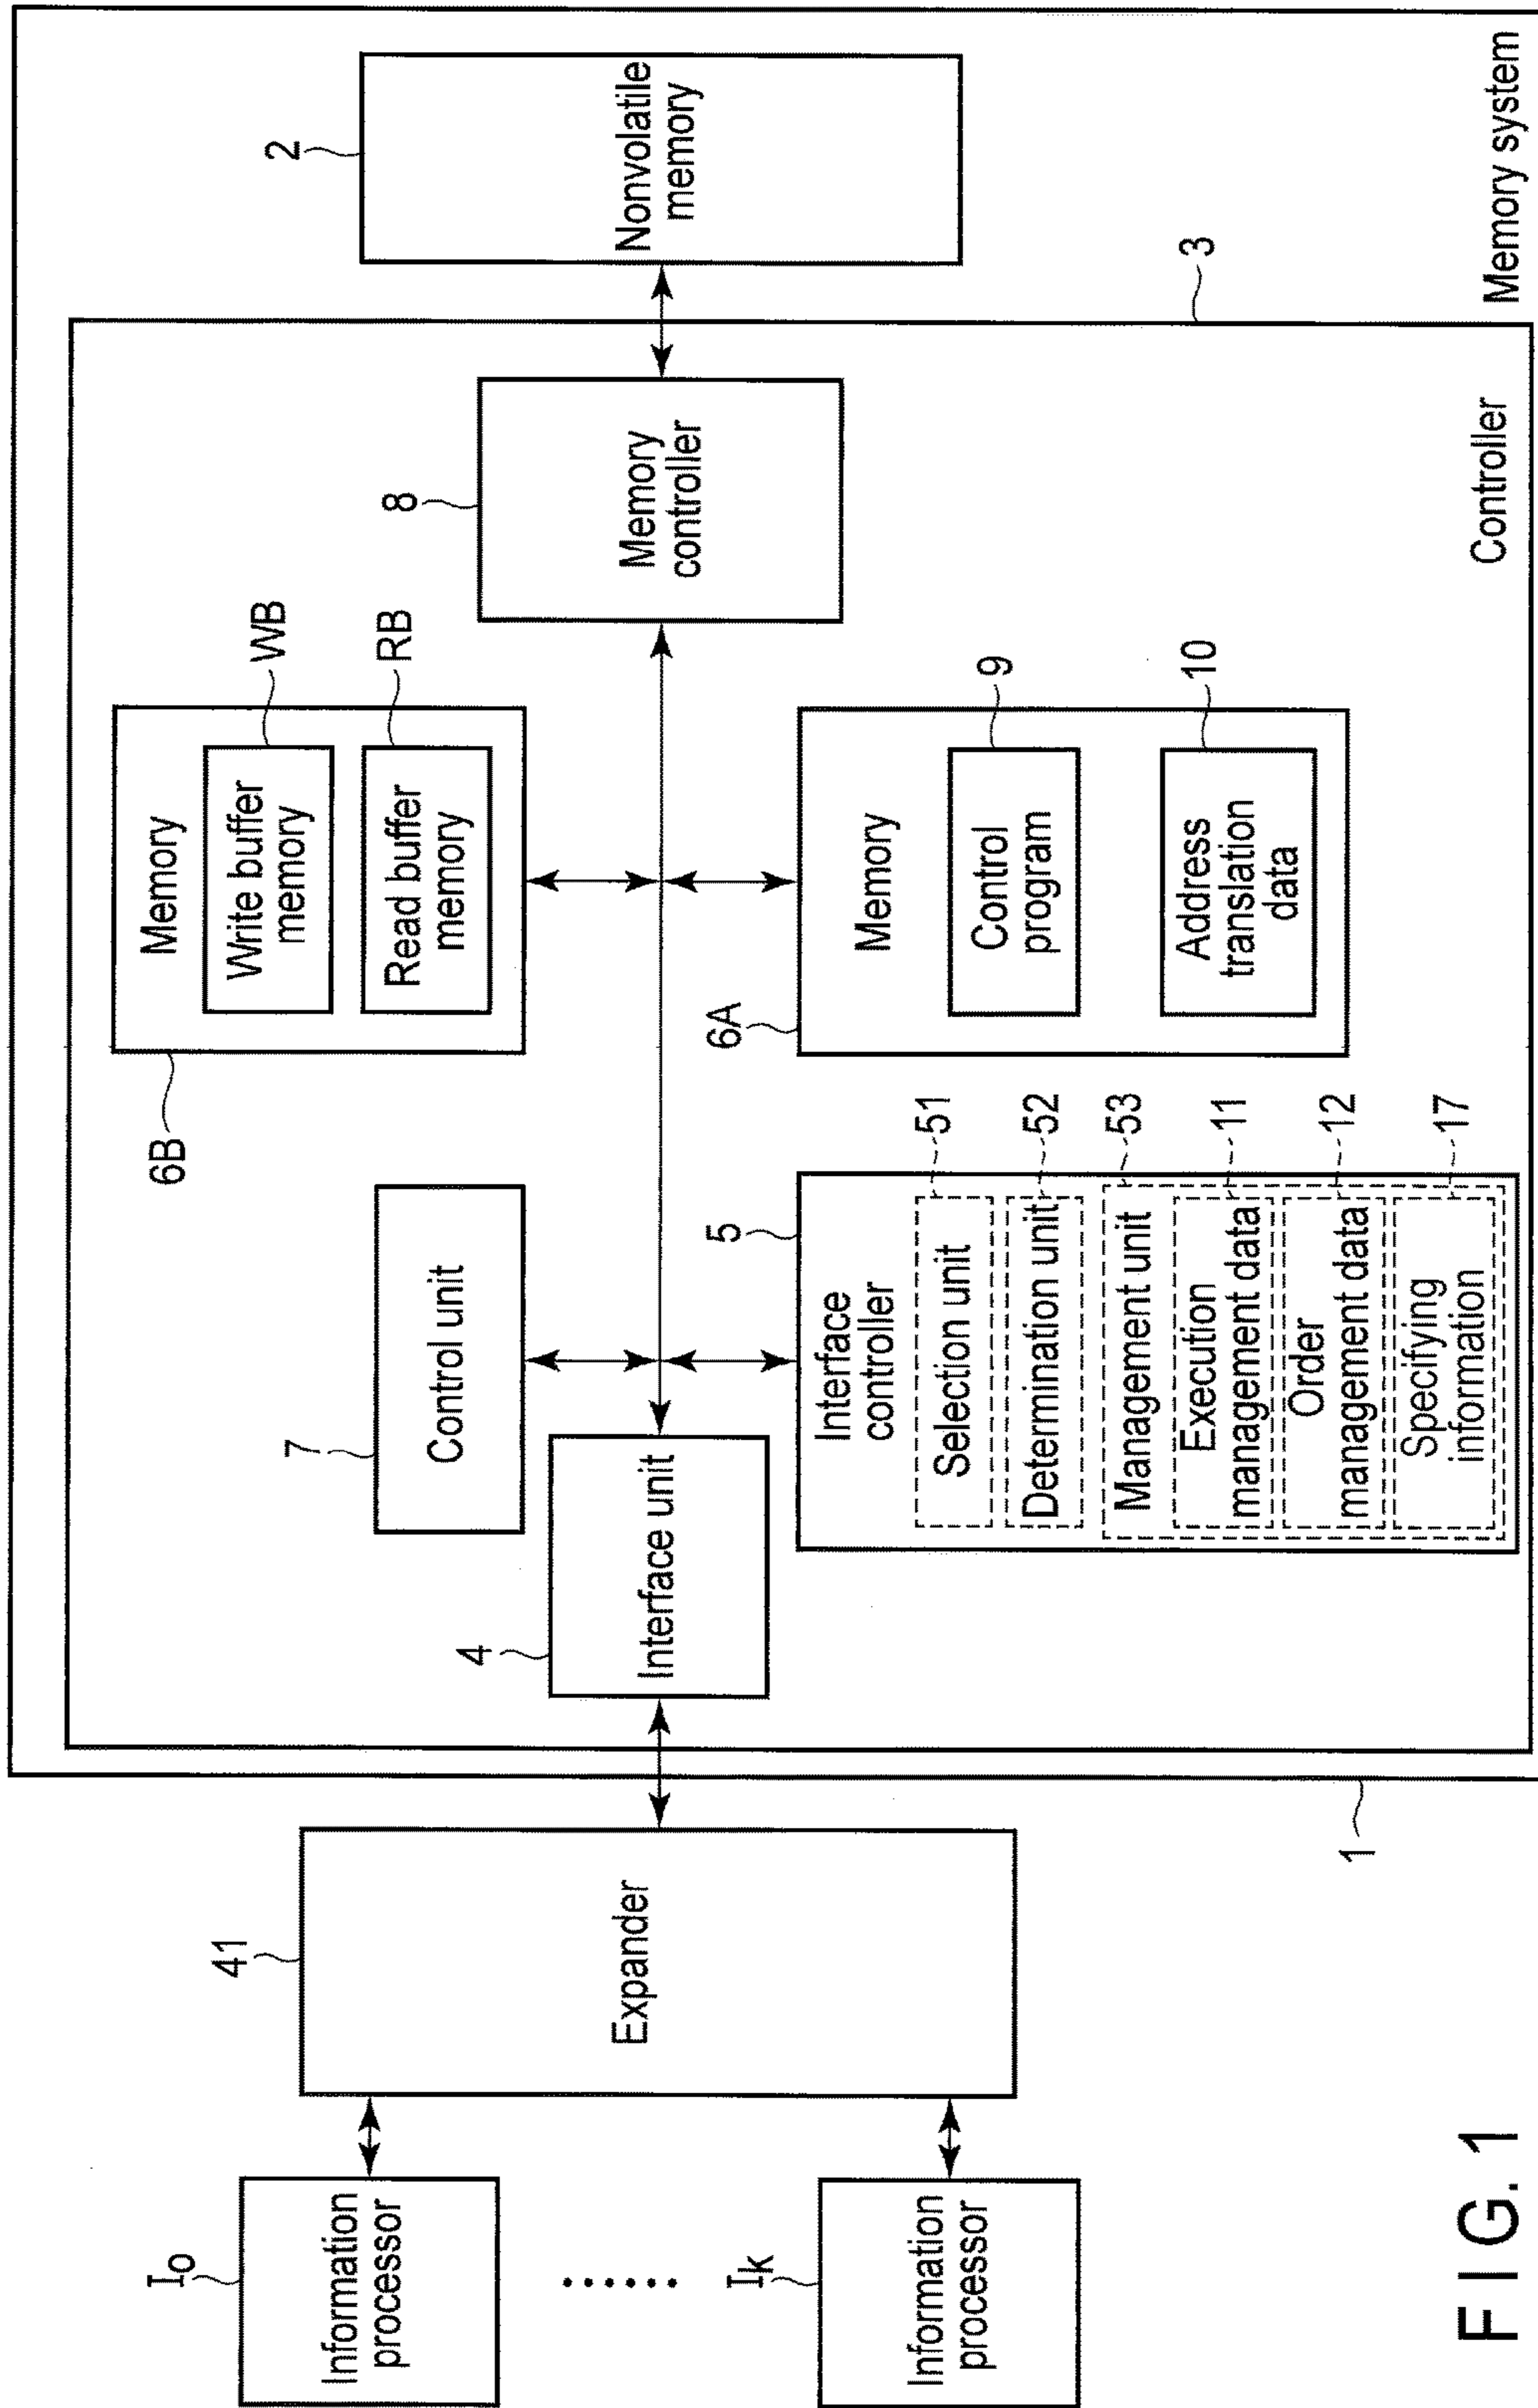 Memory system
1
Controller
3
Nonvolatile
memory
2
Memory
controller
8
Memory
6B
Write buffer
memory
WB
Read buffer
memory
RB
Memory
6A
Control
program
9
Address
translation
data
10
Control unit
7
Interface unit
4
Interface
controller
5
Selection unit
51
Determination unit
52
Management unit
53
Execution
management data
11
Order
management data
12
Specifying
information
17
Expander
41
Information
processor
I0
......
Information
processor
Ik
FIG. 1